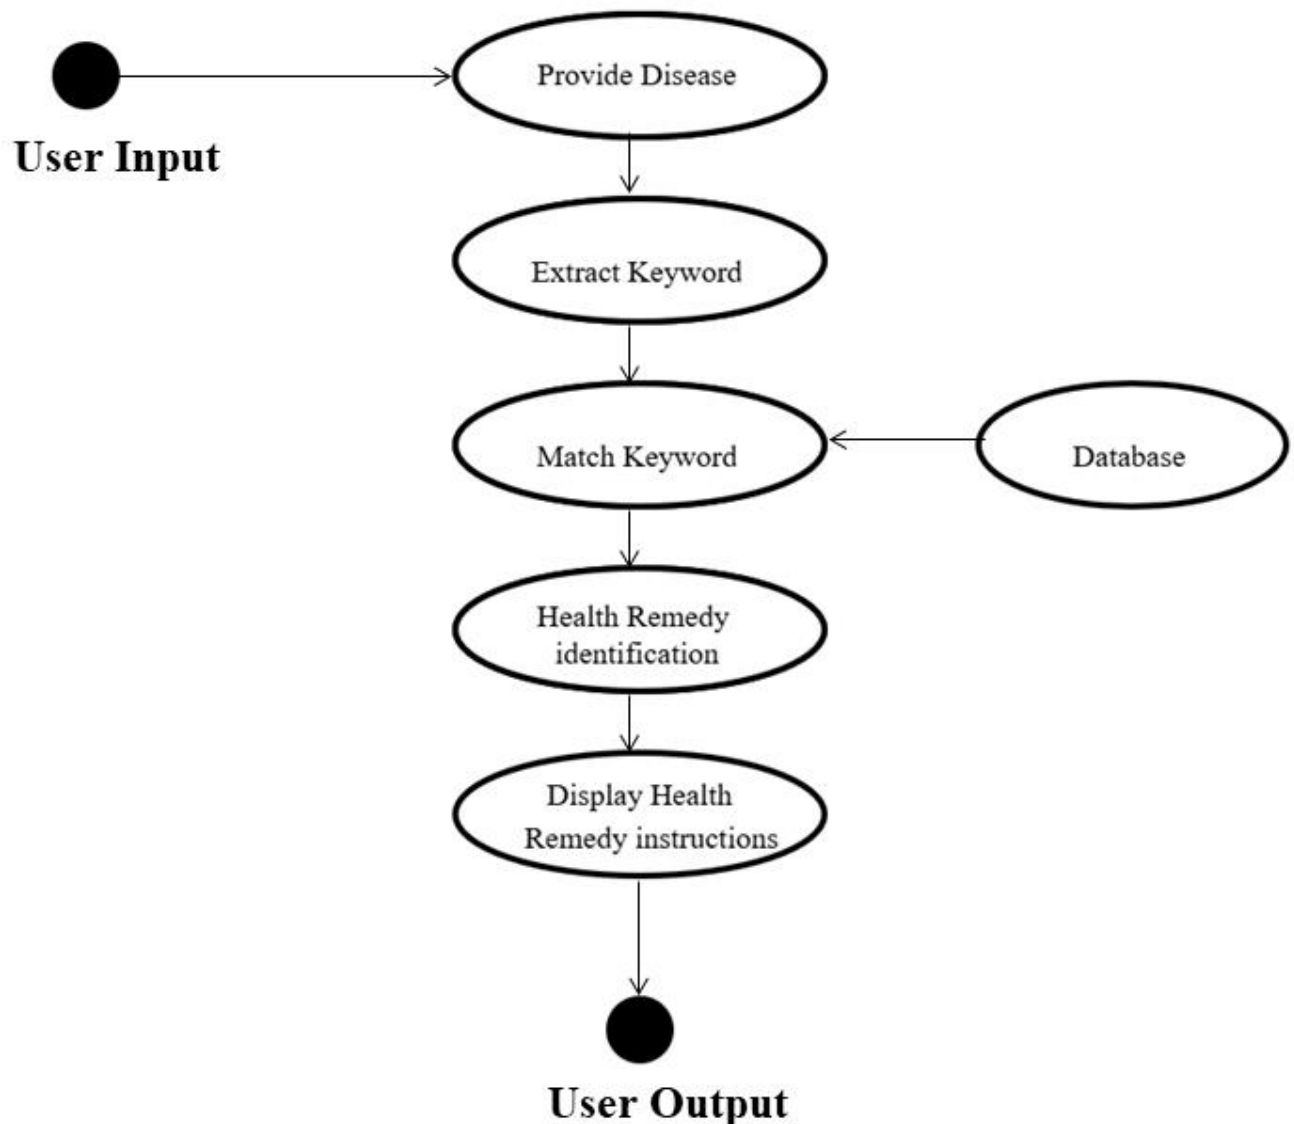 Provide Disease
User Input
Extract Keyword
Match Keyword
Database
Health Remedy
identification
Display Health
Remedy instructions
User Output